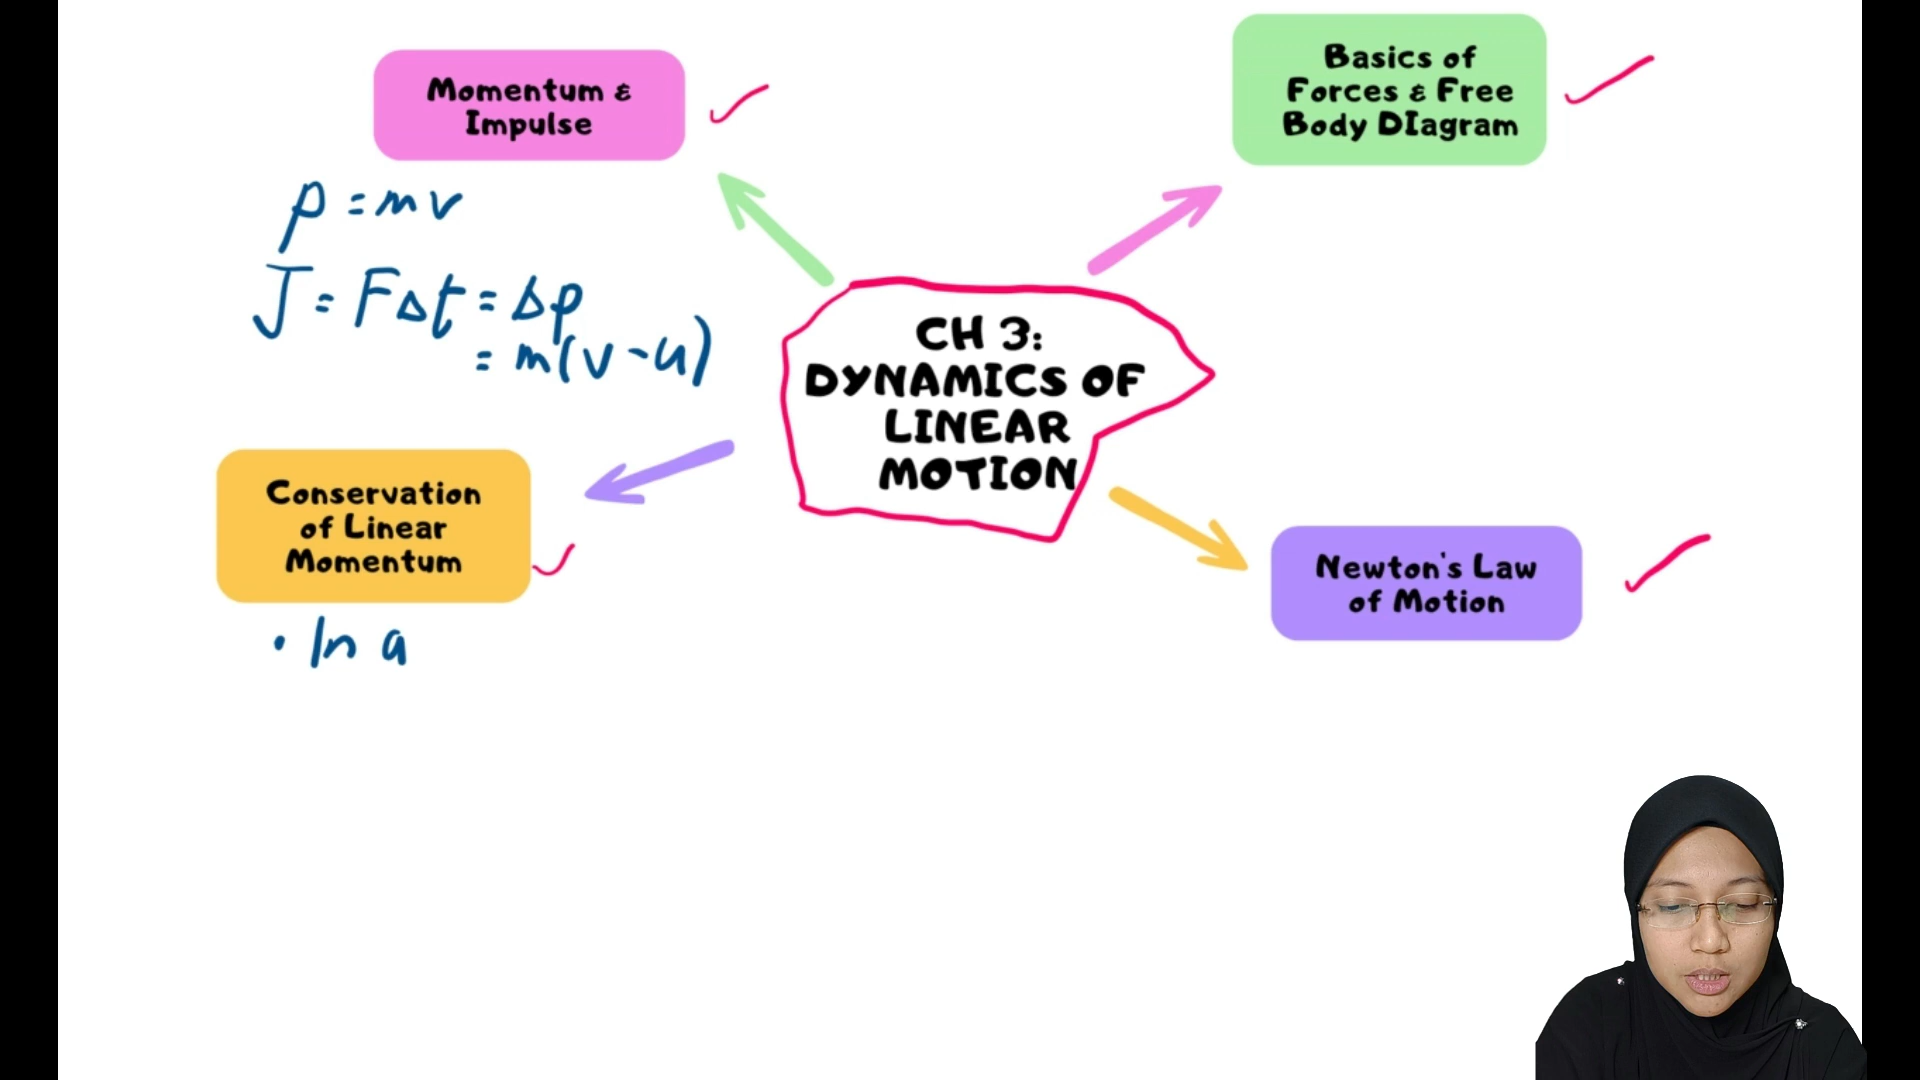 Momentum &
Impulse
p = mv
J = FΔt = Δp
= m(v - u)
Basics of
Forces & Free
Body DIagram
CH 3:
DYNAMICS OF
LINEAR
MOTION
Conservation
of Linear
Momentum
• In a
Newton's Law
of Motion